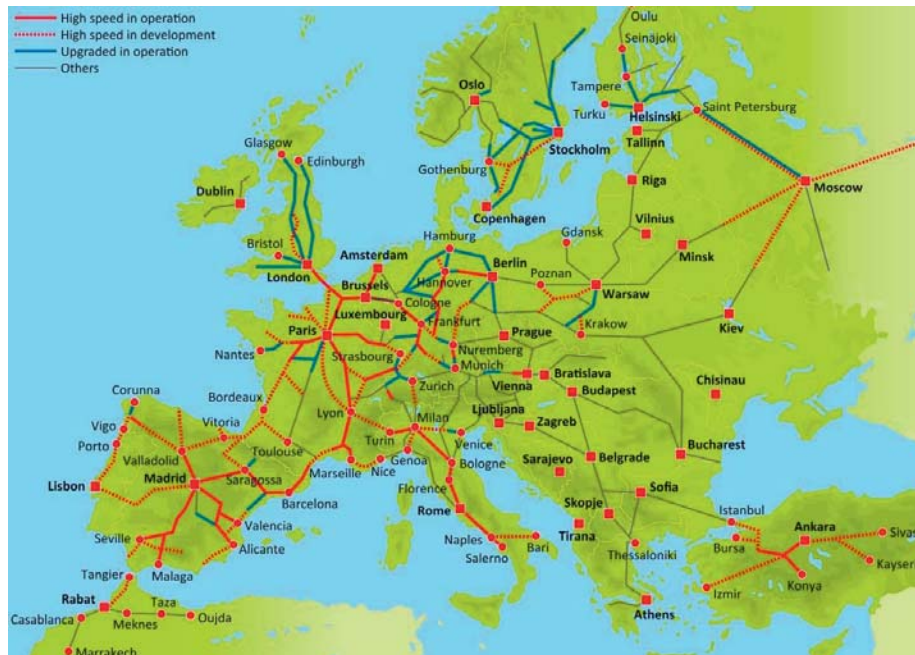 High speed in operation
High speed in development
Upgraded in operation
Others
Oulu
Seinajoki
Tampere
Turku
Helsinki
Saint Petersburg
Oslo
Stockholm
Tallinn
Glasgow
Edinburgh
Gothenburg
Riga
Moscow
Dublin
Copenhagen
Vilnius
Bristol
Hamburg
Gdansk
Minsk
London
Amsterdam
Hannover
Berlin
Poznan
Warsaw
Brussels
Cologne
Luxembourg
Frankfurt
Krakow
Kiev
Paris
Prague
Nantes
Strasbourg
Nuremberg
Munich
Corunna
Zurich
Vienna
Bratislava
Budapest
Chisinau
Bordeaux
Lyon
Milan
Ljubljana
Zagreb
Vigo
Vitoria
Porto
Turin
Venice
Toulouse
Bucharest
Valladolid
Marseille
Nice
Genoa
Bologne
Sarajevo
Belgrade
Madrid
Saragossa
Lisbon
Barcelona
Florence
Rome
Skopje
Sofia
Istanbul
Ankara
Sivas
Valencia
Seville
Alicante
Naples
Bari
Tirana
Bursa
Salerno
Thessaloniki
Kayseri
Tangier
Malaga
Konya
Izmir
Rabat
Taza
Casablanca
Meknes
Oujda
Athens
Marrakech